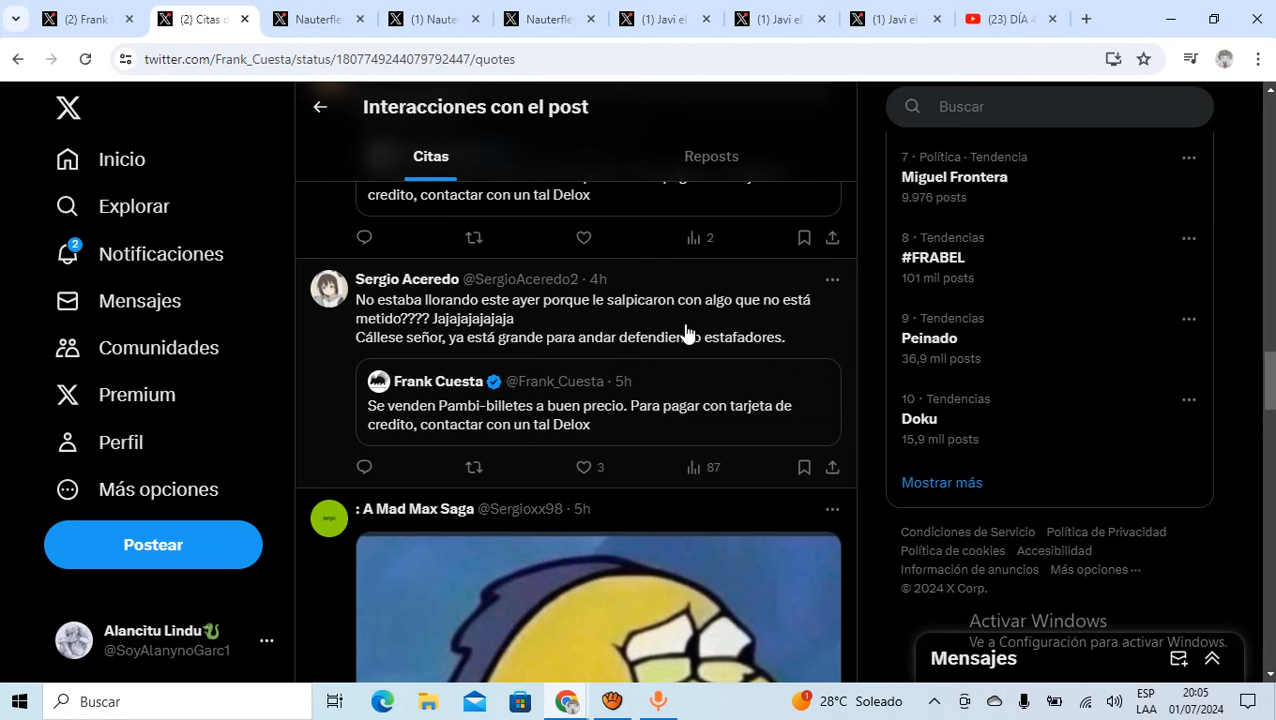 (2) Frank
(2) Citas d
Nauterfle
(1) Naute
Nauterfle
(1) Javi el
(1) Javi el
(1) Javi el
(23) DÍA
twitter.com/Frank_Cuesta/status/1807749244079792447/quotes
Inicio
Explorar
2
Notificaciones
Mensajes
Comunidades
Premium
Perfil
Más opciones
Postear
Alancitu Lindu
@SoyAlanynoGarc1
Interacciones con el post
Citas
Reposts
credito, contactar con un tal Delox
2
Sergio Aceredo @SergioAceredo2 · 4h
No estaba llorando este ayer porque le salpicaron con algo que no está
metido???? Jajajajajajaja
Cállese señor, ya está grande para andar defendiendo estafadores.
Frank Cuesta @Frank_Cuesta · 5h
Se venden Pambi-billetes a buen precio. Para pagar con tarjeta de
credito, contactar con un tal Delox
3
87
: A Mad Max Saga @Sergioxx98 · 5h
Buscar
7 · Política · Tendencia
Miguel Frontera
9.976 posts
8 · Tendencias
#FRABEL
101 mil posts
9 · Tendencias
Peinado
36,9 mil posts
10 · Tendencias
Doku
15,9 mil posts
Mostrar más
Condiciones de Servicio Política de Privacidad
Política de cookies Accesibilidad
Información de anuncios Más opciones ···
© 2024 X Corp.
Activar Windows
Ve a Configuración para activar Windows.
Mensajes
Buscar
1
28°C Soleado
ESP
LAA
20:05
01/07/2024